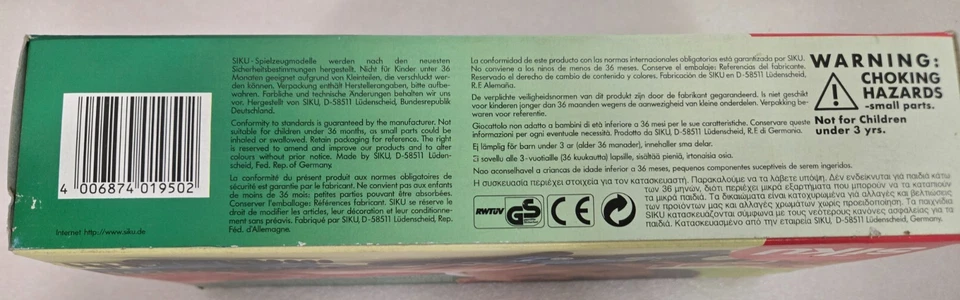 4 006874 019502
Internet http://www.siku.de
SIKU-Spielzeugmodelle werden nach den neuesten
Sicherheitsbestimmungen hergestellt. Nicht für Kinder unter 36
Monaten geeignet aufgrund von Kleinteilen, die verschluckt wer-
den können. Verpackung enthält Herstellerangaben, bitte aufbe-
wahren. Farbliche und technische Änderungen behalten wir uns
vor. Hergestellt von SIKU, D-58511 Lüdenscheid, Bundesrepublik
Deutschland.
Conformity to standards is guaranteed by the manufacturer. Not
suitable for children under 36 months, as small parts could be
inhaled or swallowed. Retain packaging for reference. The right
is reserved to amend and improve our products and to alter
colours without prior notice. Made by SIKU, D-58511 Lüden-
scheid, Fed. Rep. of Germany.
La conformité du présent produit aux normes obligatoires de
sécurité est garantie par le fabricant. Ne convient pas aux enfants
de moins de 36 mois; petites parties pouvant être absorbées.
Conserver l'emballage: Références fabricant. SIKU se réserve le
droit de modifier les articles, leur décoration et leur conditionne-
ment sans préavis. Fabriqué par SIKU, D-58511 Lüdenscheid, Rep.
Féd. d'Allemagne.
La conformidad de este producto con las normas internacionales obligatorias está garantizada por SIKU.
No conviene a los ninos de menos de 36 meses. Conserve el embalaje: Referencias del fabricante.
Reservado el derecho de cambio de contenido y colores. Fabricación de SIKU en D-58511 Lüdenscheid,
R.F. Alemaña.
De verplichte veiligheidsnormen van dit produkt zijn door de fabrikant gegarandeerd. Is niet geschikt
voor kinderen jonger dan 36 maanden wegens de aanwezigheid van kleine onderdelen. Verpakking be-
waren voor referentie.
Giocattolo non adatto a bambini di età inferiore a 36 mesi per le sue caratteristiche. Conservare queste
informazioni per ogni eventuale necessità. Prodotto da SIKU, D-58511 Lüdenscheid, R.F. di Germania.
Ej lämplig för barn under 3 ar (older 36 manader), innehaller sma delar.
Ei sovellu alle 3-vuotiaille (36 kuukautta) lapsille, sisältää pieniä, irtonaisia osia.
Nao aconselhavel a criancas de idade inferior a 36 meses, pequenos componentes suceptiveis de serem ingeridos.
Η συσκευασία περιέχει στοιχεία για τον κατασκευαστή. Παρακαλούμε να τα λάβετε υπόψη. Δεν ενδείκνυται για παιδιά κάτω
των 36 μηνών, διότι περιέχει μικρά εξαρτήματα που μπορούν να τα καταπιούν
τα μικρά παιδιά. Τα δικαιώματα είναι κατοχυρωμένα για αλλαγές και βελτιώσεις
των προϊόντων μας και αλλαγές χρωμάτων χωρίς προειδοποίηση. Τα παιχνίδια
SIKU κατασκευάζονται σύμφωνα με τους νεότερους κανόνες ασφαλείας για τα
παιδιά. Κατασκευασμένο από την εταιρεία SIKU, D-58511 Lüdenscheid, Germany.
RWTÜV GS CE
WARNING:
CHOKING
HAZARDS
-small parts.
Not for Children
under 3 yrs.